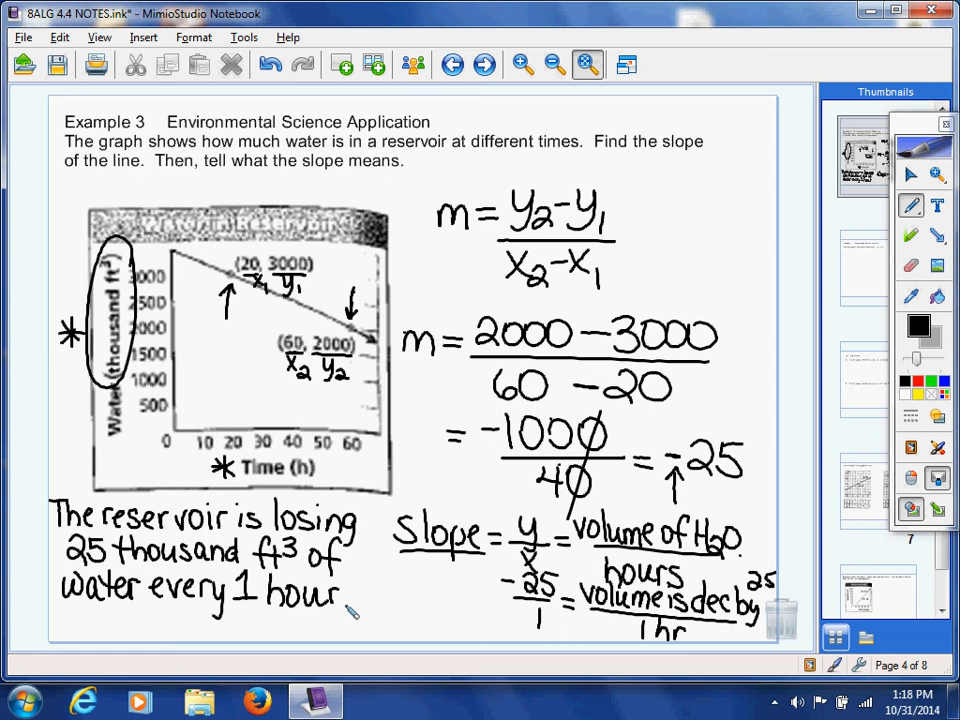 8ALG 4.4 NOTES.ink* - MimioStudio Notebook
File Edit View Insert Format Tools Help
Thumbnails
Example 3 Environmental Science Application
The graph shows how much water is in a reservoir at different times. Find the slope
of the line. Then, tell what the slope means.
Water in Reservoir
Water (thousand ft³)
3000
2500
2000
1500
1000
500
0 10 20 30 40 50 60
* Time (h)
*
(20, 3000)
x₁ y₁
(60, 2000)
x₂ y₂
m = y₂ - y₁
x₂ - x₁
m = 2000 - 3000
60 - 20
= -1000
40
= -25
The reservoir is losing
25 thousand ft³ of
water every 1 hour
Slope = y = volume of H₂O.
x hours
-25 = volume is dec by 25
1 1 hr
7
Page 4 of 8
1:18 PM
10/31/2014